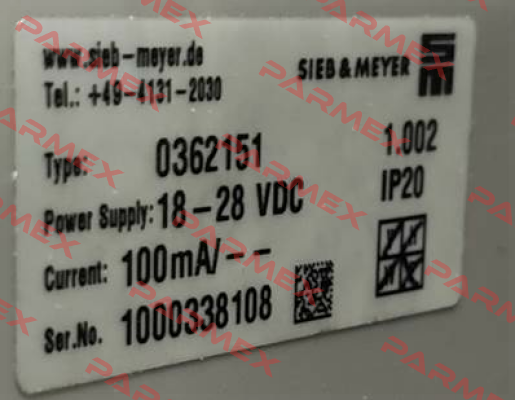 www.sieb-meyer.de
Tel.: +49-4131-2030
SIEB & MEYER
Type: 0362151 1.002
Power Supply: 18-28 VDC IP20
Current: 100mA/--
Ser.No. 1000338108
PARMEX